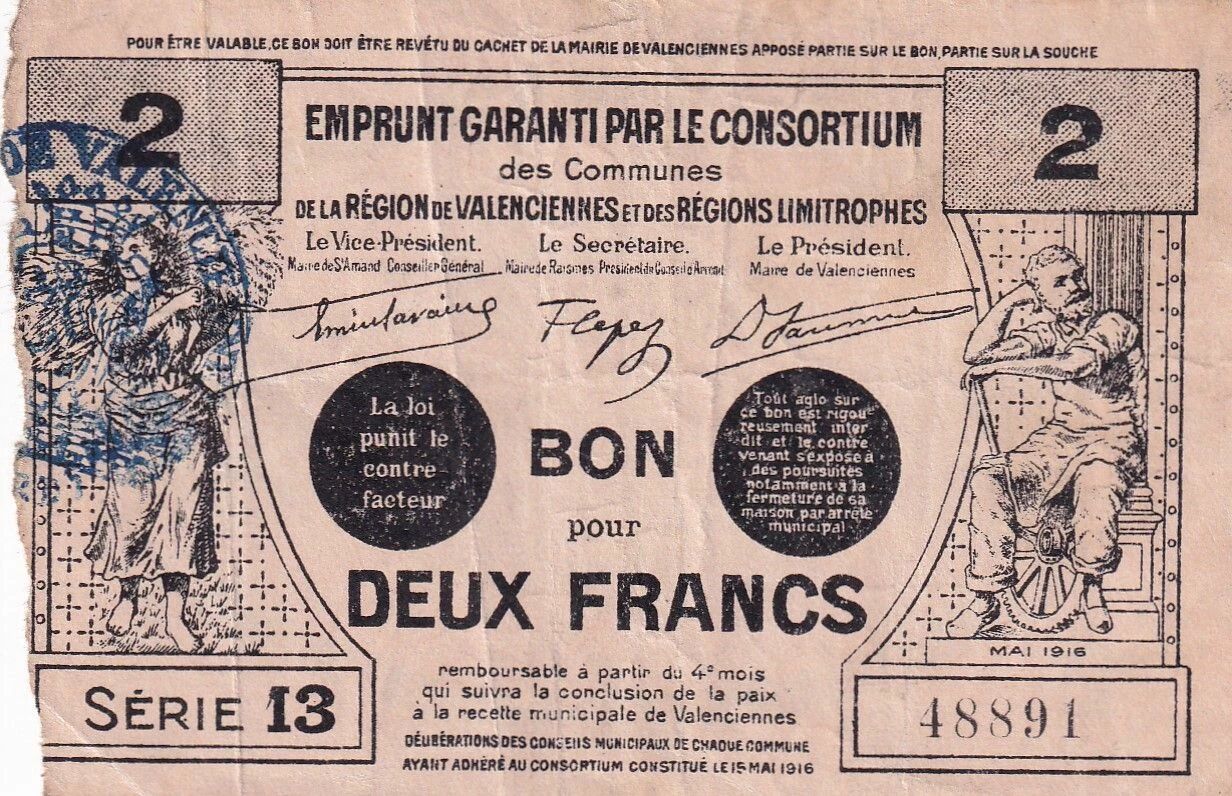 POUR ÊTRE VALABLE, CE BON DOIT ÊTRE REVÊTU DU CACHET DE LA MAIRIE DE VALENCIENNES APPOSÉ PARTIE SUR LE BON, PARTIE SUR LA SOUCHE
2
2
DE VALENCIENNES
EMPRUNT GARANTI PAR LE CONSORTIUM
des Communes
DE LA RÉGION DE VALENCIENNES ET DES RÉGIONS LIMITROPHES
Le Vice-Président.
Maire de St Amand Conseiller Général
Le Secrétaire.
Maire de Raismes Président du Conseil d'Arrond
Le Président.
Maire de Valenciennes
La loi
punit le
contre-
facteur
BON
pour
DEUX FRANCS
Tout agio sur
ce bon est rigou
reusement inter
dit et le contre
venant s'expose à
des poursuites
notamment à la
fermeture de sa
maison par arrêté
municipal
MAI 1916
SÉRIE 13
remboursable à partir du 4e mois
qui suivra la conclusion de la paix
à la recette municipale de Valenciennes
DÉLIBÉRATIONS DES CONSEILS MUNICIPAUX DE CHAQUE COMMUNE
AYANT ADHÉRÉ AU CONSORTIUM CONSTITUÉ LE 15 MAI 1916
48891